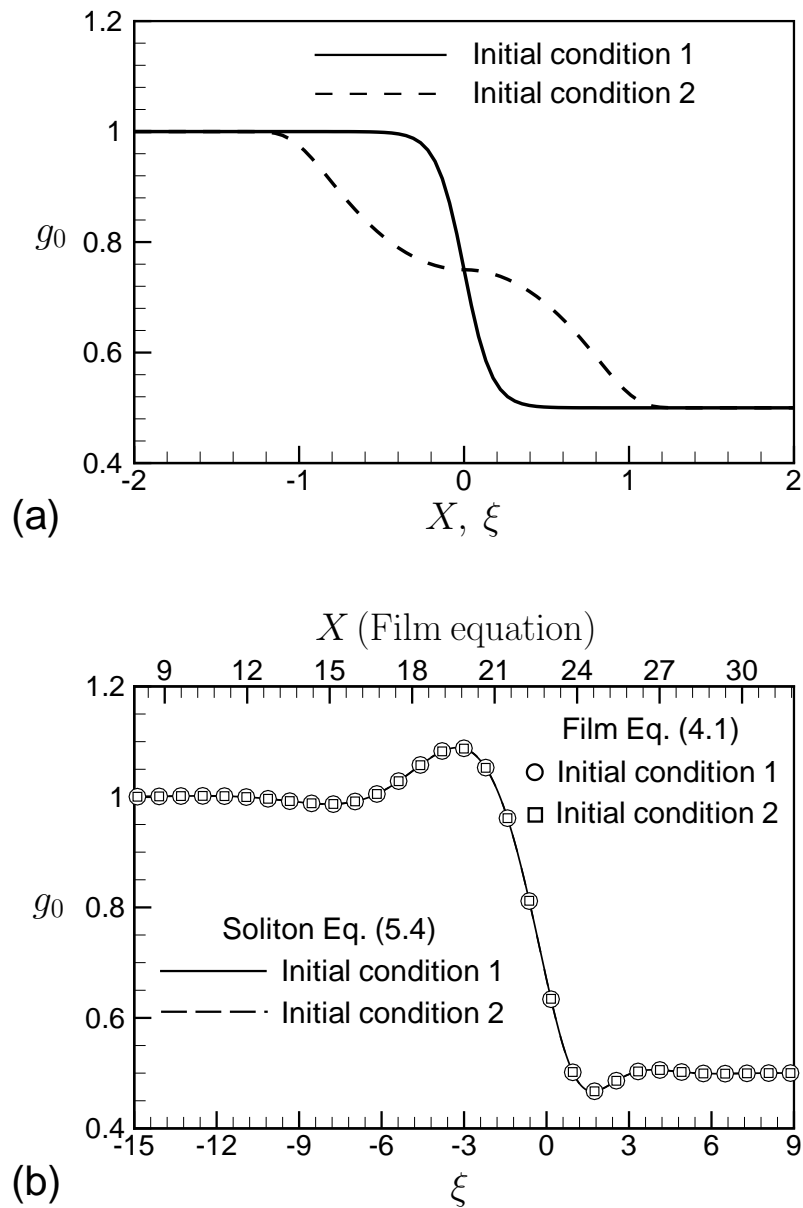 1.2
Initial condition 1
Initial condition 2
1
g0
0.8
0.6
0.4
-2 -1 0 1 2
X, ξ
(a)
X (Film equation)
9 12 15 18 21 24 27 30
1.2
Film Eq. (4.1)
Initial condition 1
Initial condition 2
1
g0
0.8
Soliton Eq. (5.4)
Initial condition 1
Initial condition 2
0.6
0.4
-15 -12 -9 -6 -3 0 3 6 9
ξ
(b)